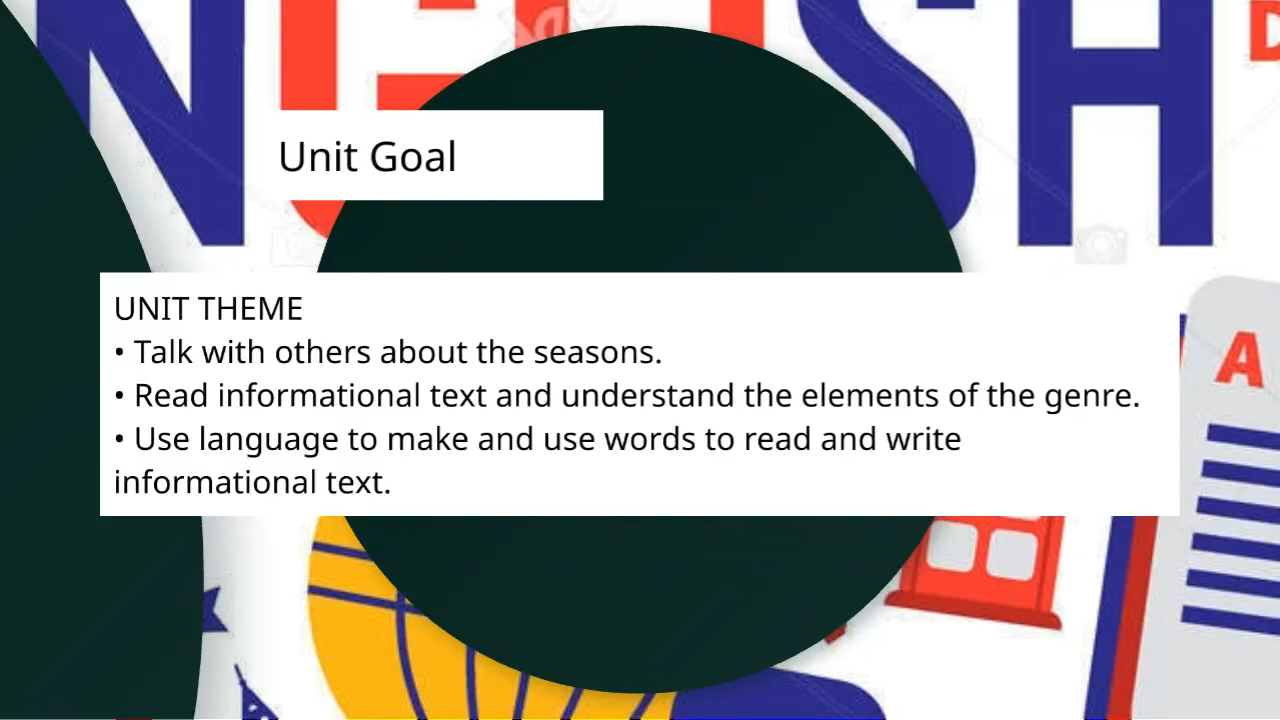 NGLISH
D
Unit Goal
UNIT THEME
• Talk with others about the seasons.
• Read informational text and understand the elements of the genre.
• Use language to make and use words to read and write
informational text.
A